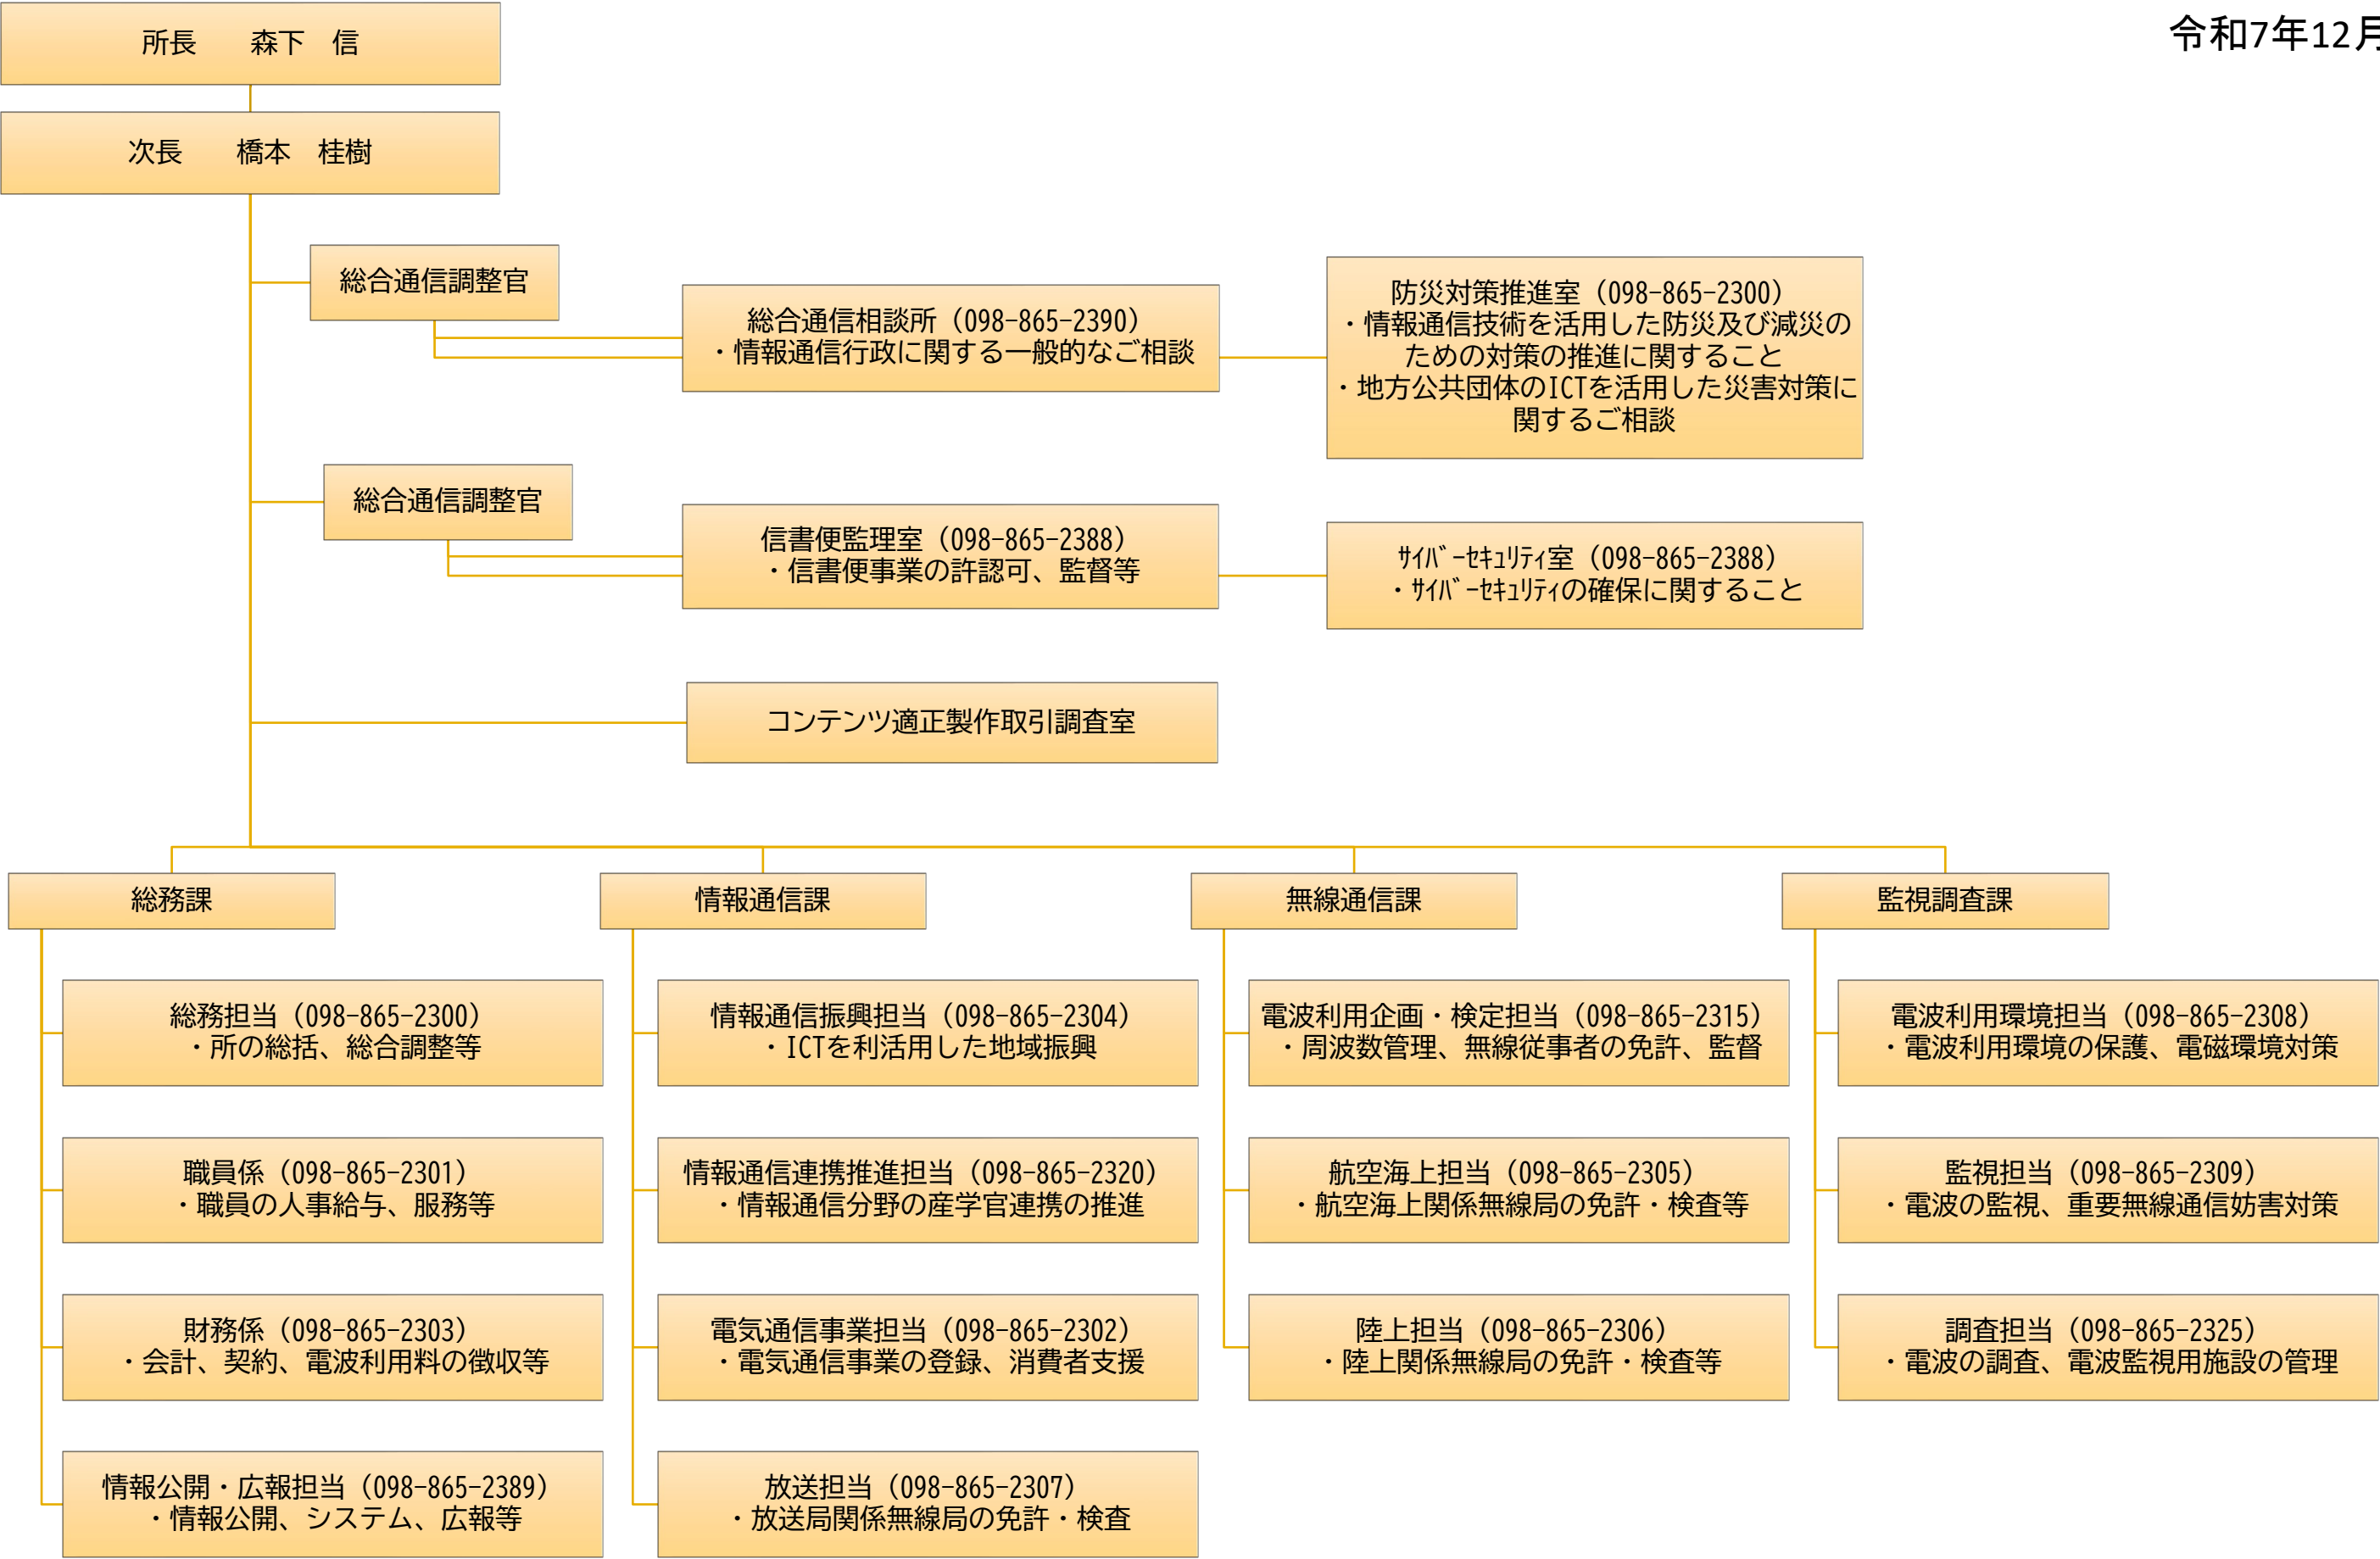 令和7年12月
所長　　森下　信
次長　　橋本　桂樹
総合通信調整官
総合通信相談所（098-865-2390）
・情報通信行政に関する一般的なご相談
防災対策推進室（098-865-2300）
・情報通信技術を活用した防災及び減災の
ための対策の推進に関すること
・地方公共団体のICTを活用した災害対策に
関するご相談
総合通信調整官
信書便監理室（098-865-2388）
・信書便事業の許認可、監督等
ｻｲﾊﾞｰｾｷｭﾘﾃｨ室（098-865-2388）
・ｻｲﾊﾞｰｾｷｭﾘﾃｨの確保に関すること
コンテンツ適正製作取引調査室
総務課
総務担当（098-865-2300）
・所の総括、総合調整等
職員係（098-865-2301）
・職員の人事給与、服務等
財務係（098-865-2303）
・会計、契約、電波利用料の徴収等
情報公開・広報担当（098-865-2389）
・情報公開、システム、広報等
情報通信課
情報通信振興担当（098-865-2304）
・ICTを利活用した地域振興
情報通信連携推進担当（098-865-2320）
・情報通信分野の産学官連携の推進
電気通信事業担当（098-865-2302）
・電気通信事業の登録、消費者支援
放送担当（098-865-2307）
・放送局関係無線局の免許・検査
無線通信課
電波利用企画・検定担当（098-865-2315）
・周波数管理、無線従事者の免許、監督
航空海上担当（098-865-2305）
・航空海上関係無線局の免許・検査等
陸上担当（098-865-2306）
・陸上関係無線局の免許・検査等
監視調査課
電波利用環境担当（098-865-2308）
・電波利用環境の保護、電磁環境対策
監視担当（098-865-2309）
・電波の監視、重要無線通信妨害対策
調査担当（098-865-2325）
・電波の調査、電波監視用施設の管理